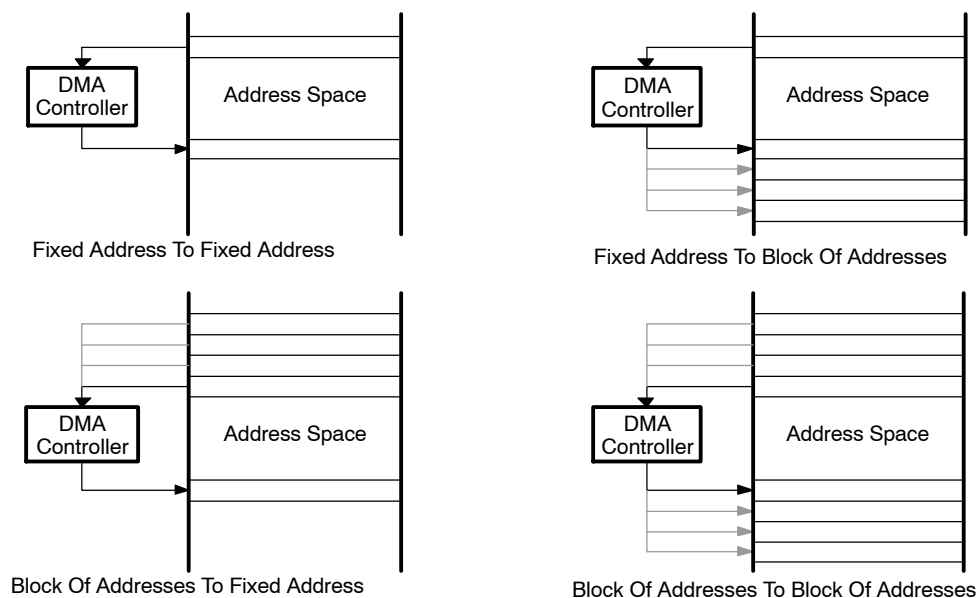 DMA
Controller
Address Space
Fixed Address To Fixed Address
DMA
Controller
Address Space
Fixed Address To Block Of Addresses
DMA
Controller
Address Space
Block Of Addresses To Fixed Address
DMA
Controller
Address Space
Block Of Addresses To Block Of Addresses